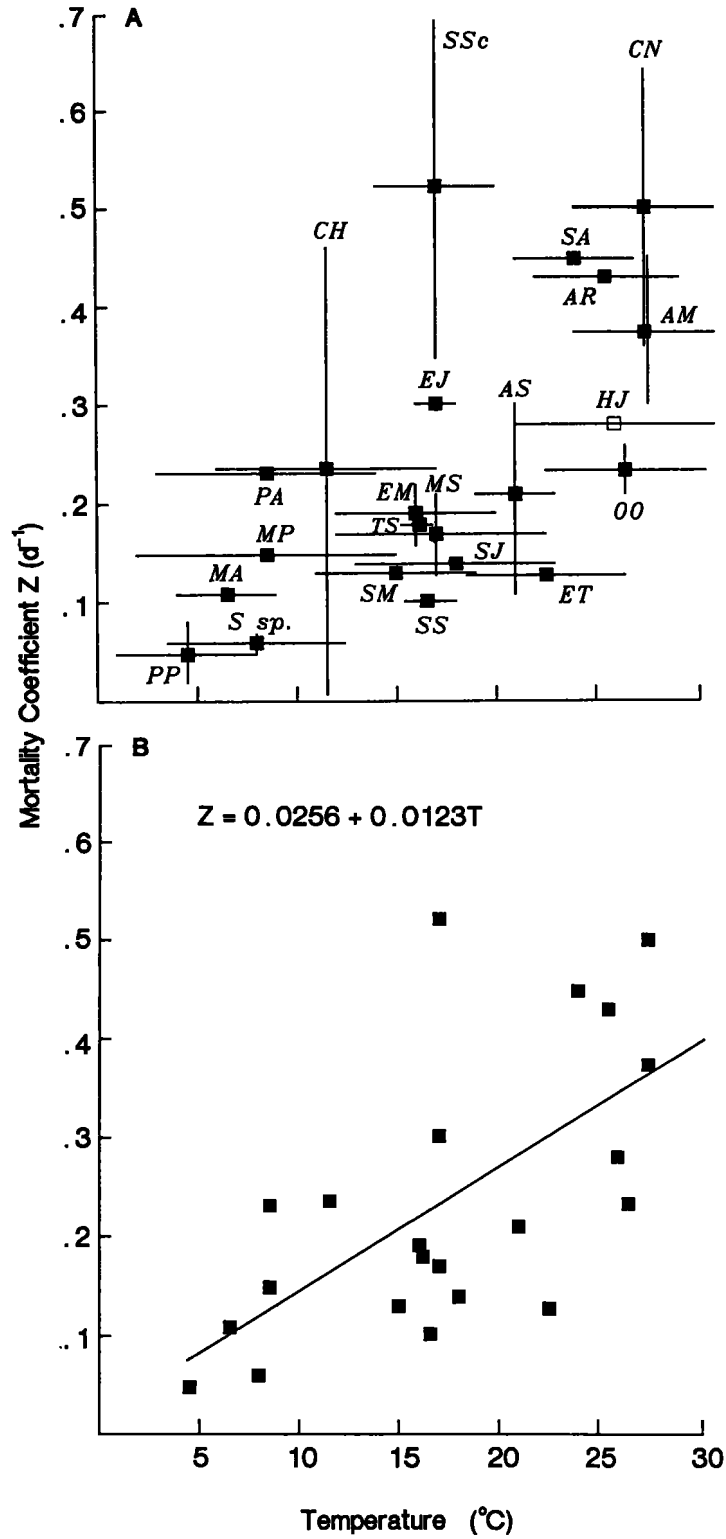 Mortality Coefficient Z (d⁻¹)
A
.7
.6
.5
.4
.3
.2
.1
SSc
CN
CH
SA
AR
AM
EJ
AS
HJ
PA
EM
MS
TS
OO
MP
SJ
MA
SM
ET
S sp.
SS
PP
B
.7
.6
.5
.4
.3
.2
.1
Z = 0.0256 + 0.0123T
5 10 15 20 25 30
Temperature (°C)